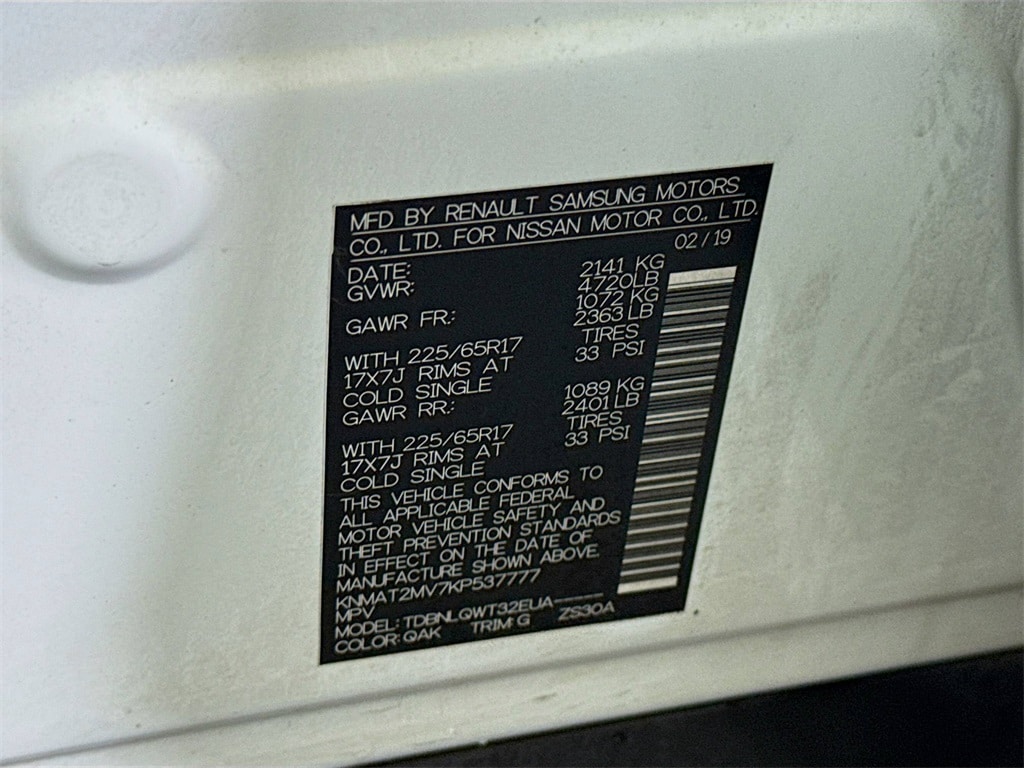 MFD BY RENAULT SAMSUNG MOTORS
CO., LTD. FOR NISSAN MOTOR CO., LTD.
DATE: 02/19
GVWR: 2141 KG
4720LB
GAWR FR.: 1072 KG
2363 LB
WITH 225/65R17 TIRES
17X7J RIMS AT 33 PSI
COLD SINGLE
GAWR RR.: 1089 KG
2401 LB
WITH 225/65R17 TIRES
17X7J RIMS AT 33 PSI
COLD SINGLE
THIS VEHICLE CONFORMS TO
ALL APPLICABLE FEDERAL
MOTOR VEHICLE SAFETY AND
THEFT PREVENTION STANDARDS
IN EFFECT ON THE DATE OF
MANUFACTURE SHOWN ABOVE.
KNMAT2MV7KP537777
MPV
MODEL: TDBNLQWT32EUA-----
COLOR: QAK TRIM: G ZS30A